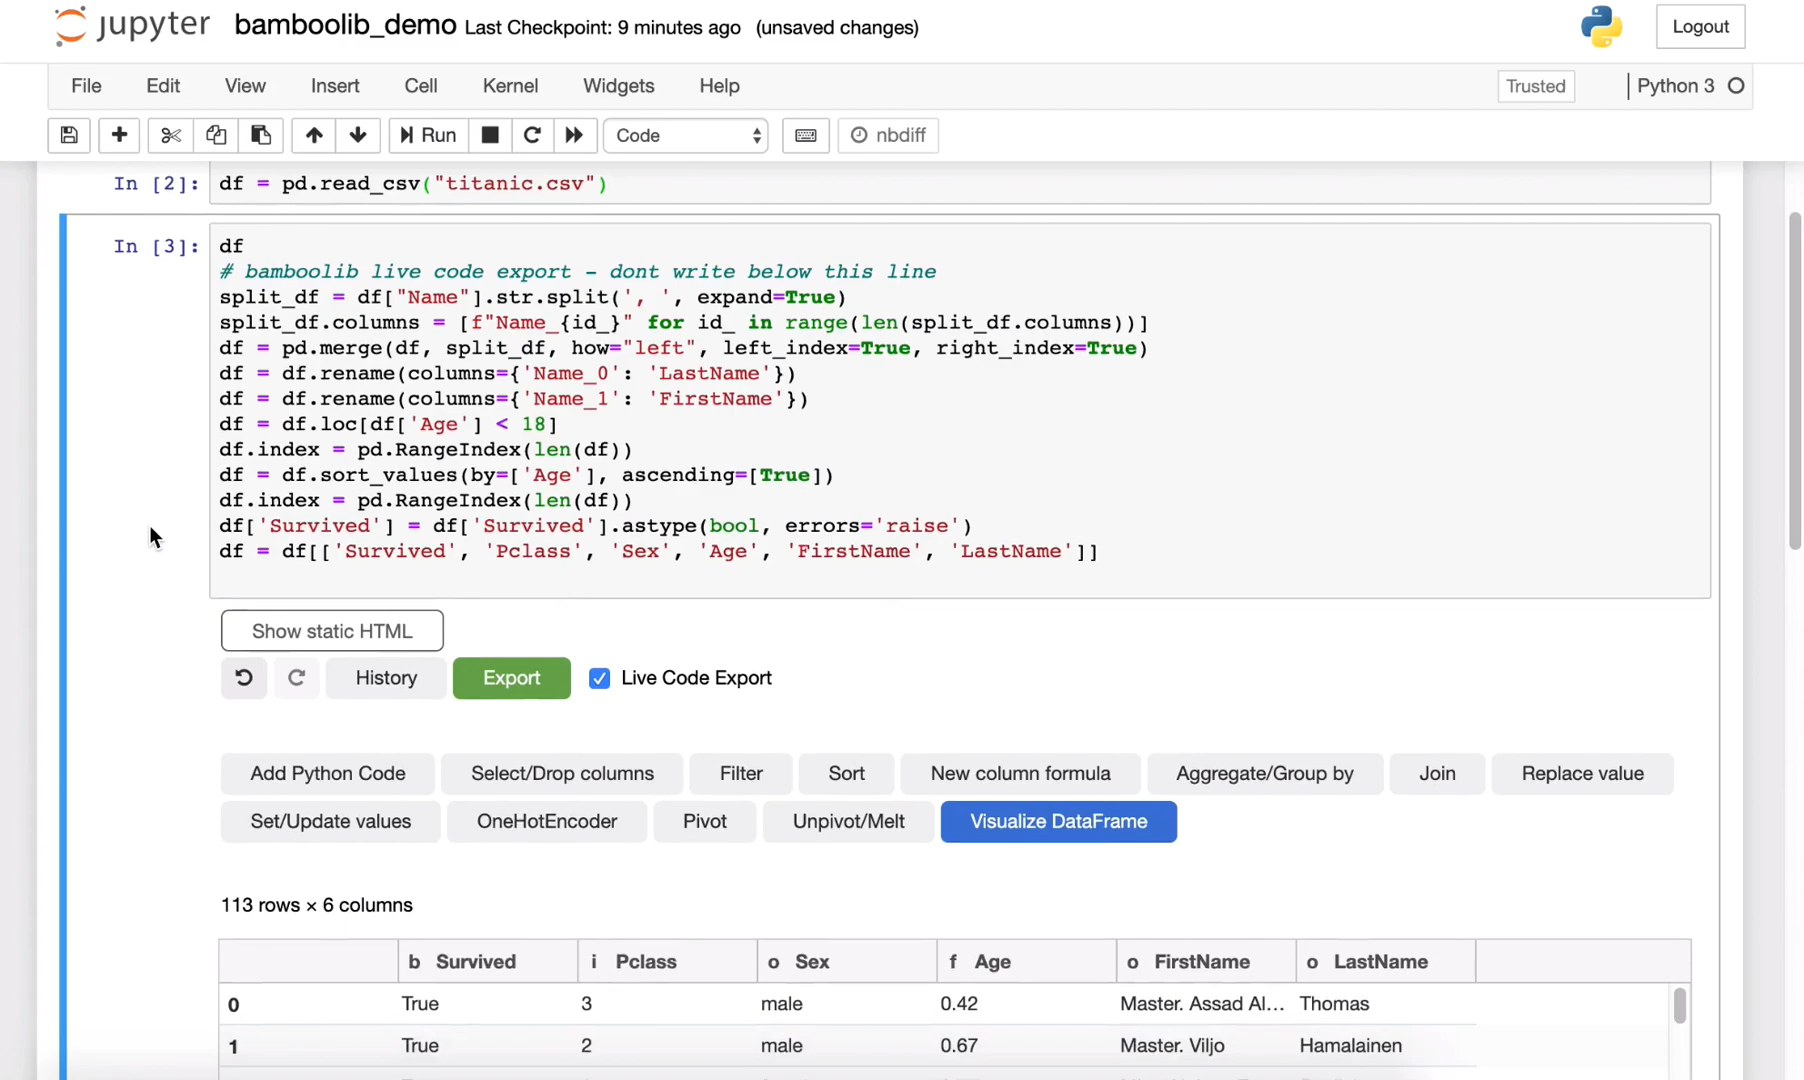 jupyter bamboolib_demo Last Checkpoint: 9 minutes ago (unsaved changes) Logout
File Edit View Insert Cell Kernel Widgets Help Trusted Python 3
Run Code nbdiff
In [2]: df = pd.read_csv("titanic.csv")
In [3]: df
# bamboolib live code export – dont write below this line
split_df = df["Name"].str.split(', ', expand=True)
split_df.columns = [f"Name_{id_}" for id_ in range(len(split_df.columns))]
df = pd.merge(df, split_df, how="left", left_index=True, right_index=True)
df = df.rename(columns={'Name_0': 'LastName'})
df = df.rename(columns={'Name_1': 'FirstName'})
df = df.loc[df['Age'] < 18]
df.index = pd.RangeIndex(len(df))
df = df.sort_values(by=['Age'], ascending=[True])
df.index = pd.RangeIndex(len(df))
df['Survived'] = df['Survived'].astype(bool, errors='raise')
df = df[['Survived', 'Pclass', 'Sex', 'Age', 'FirstName', 'LastName']]
Show static HTML
History Export Live Code Export
Add Python Code Select/Drop columns Filter Sort New column formula Aggregate/Group by Join Replace value
Set/Update values OneHotEncoder Pivot Unpivot/Melt Visualize DataFrame
113 rows × 6 columns
b Survived i Pclass o Sex f Age o FirstName o LastName
0 True 3 male 0.42 Master. Assad Al... Thomas
1 True 2 male 0.67 Master. Viljo Hamalainen